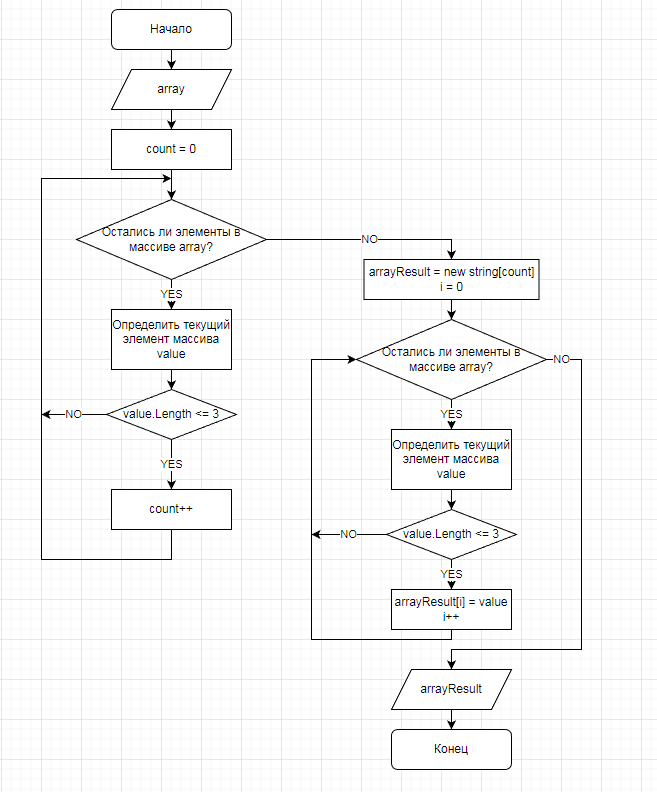 Начало
array
count = 0
Остались ли элементы в
массиве array?
NO
YES
Определить текущий
элемент массива
value
value.Length <= 3
NO
YES
count++
arrayResult = new string[count]
i = 0
Остались ли элементы в
массиве array?
NO
YES
Определить текущий
элемент массива
value
value.Length <= 3
NO
YES
arrayResult[i] = value
i++
arrayResult
Конец